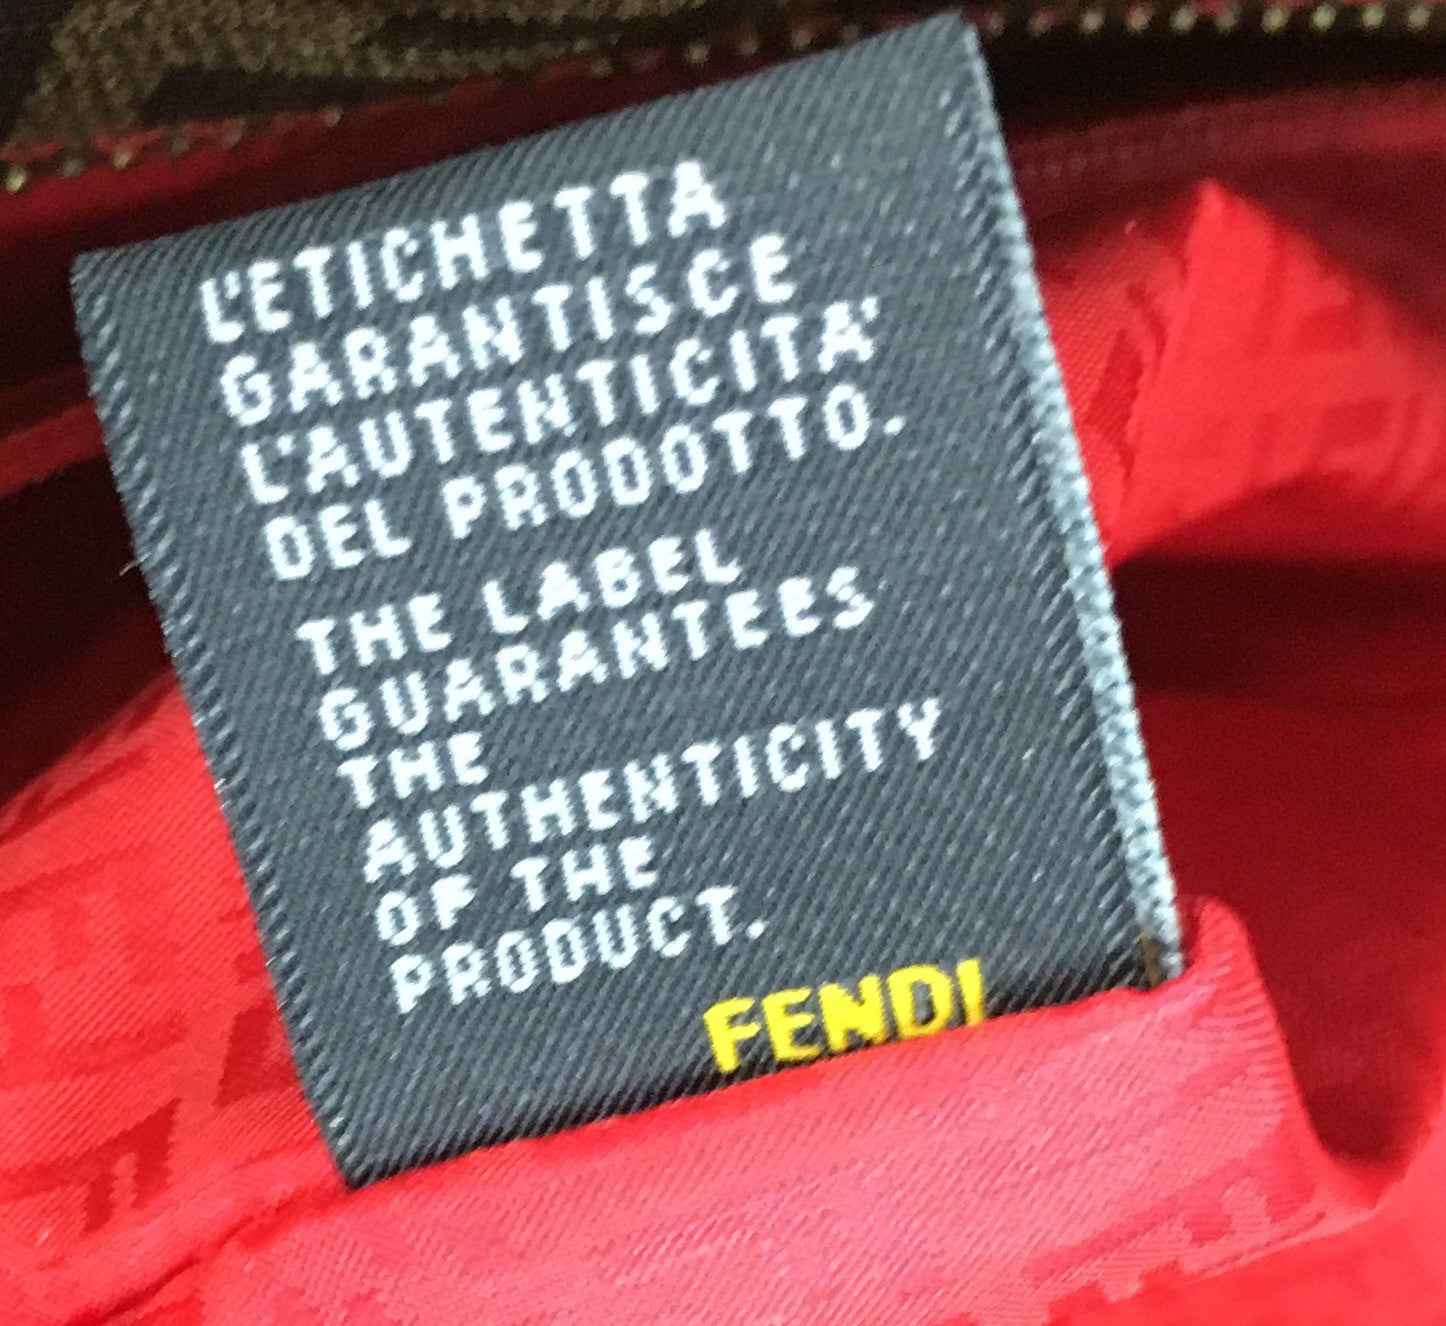 L'ETICHETTA
GARANTISCE
L'AUTENTICITA'
DEL PRODOTTO.
THE LABEL
GUARANTEES
THE
AUTHENTICITY
OF THE
PRODUCT.
FENDI